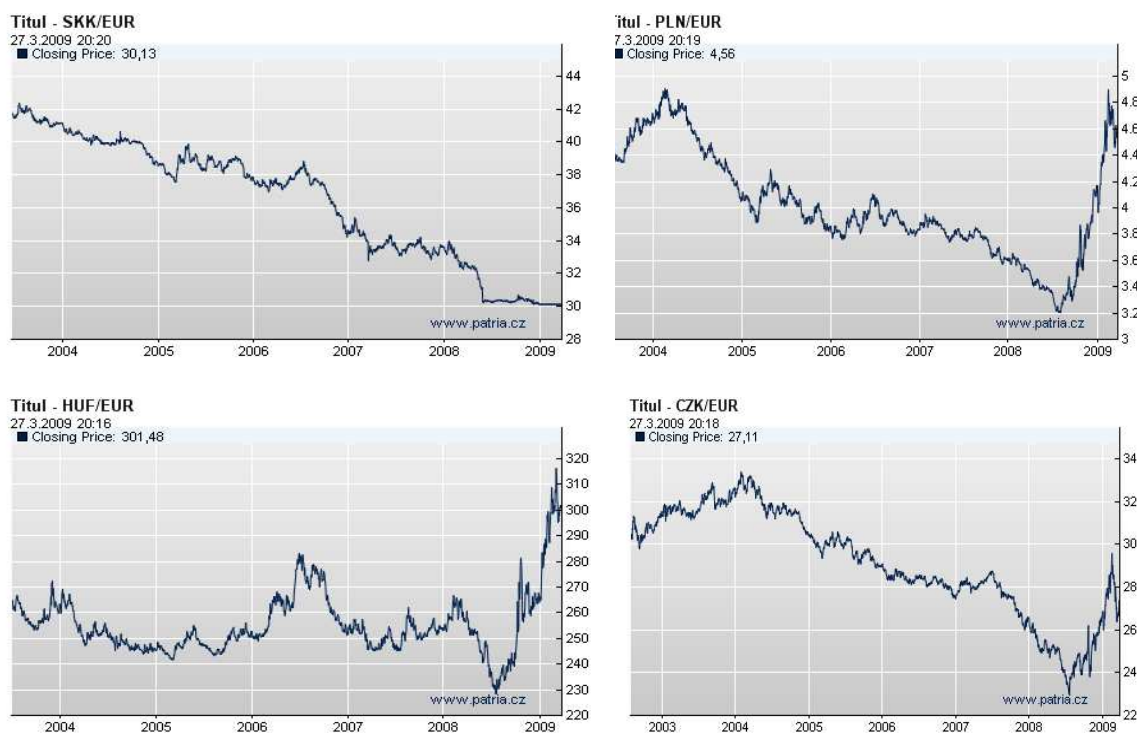 Titul - SKK/EUR
27.3.2009 20:20
Closing Price: 30,13
44
42
40
38
36
34
32
30
28
www.patria.cz
2004 2005 2006 2007 2008 2009
itul - PLN/EUR
7.3.2009 20:19
Closing Price: 4,56
5
4.8
4.6
4.4
4.2
4
3.8
3.6
3.4
3.2
3
www.patria.cz
2004 2005 2006 2007 2008 2009
Titul - HUF/EUR
27.3.2009 20:16
Closing Price: 301,48
320
310
300
290
280
270
260
250
240
230
220
www.patria.cz
2004 2005 2006 2007 2008 2009
Titul - CZK/EUR
27.3.2009 20:18
Closing Price: 27,11
34
32
30
28
26
24
22
www.patria.cz
2003 2004 2005 2006 2007 2008 2009